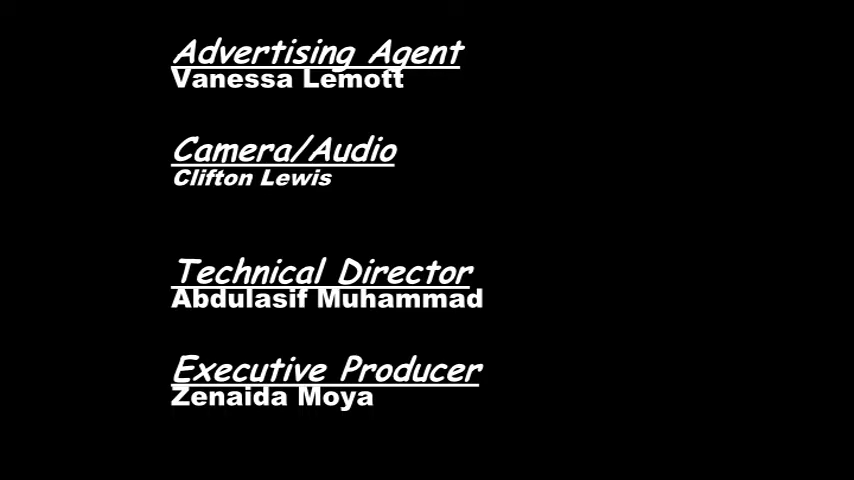 Advertising Agent
Vanessa Lemott
Camera/Audio
Clifton Lewis
Technical Director
Abdulasif Muhammad
Executive Producer
Zenaida Moya